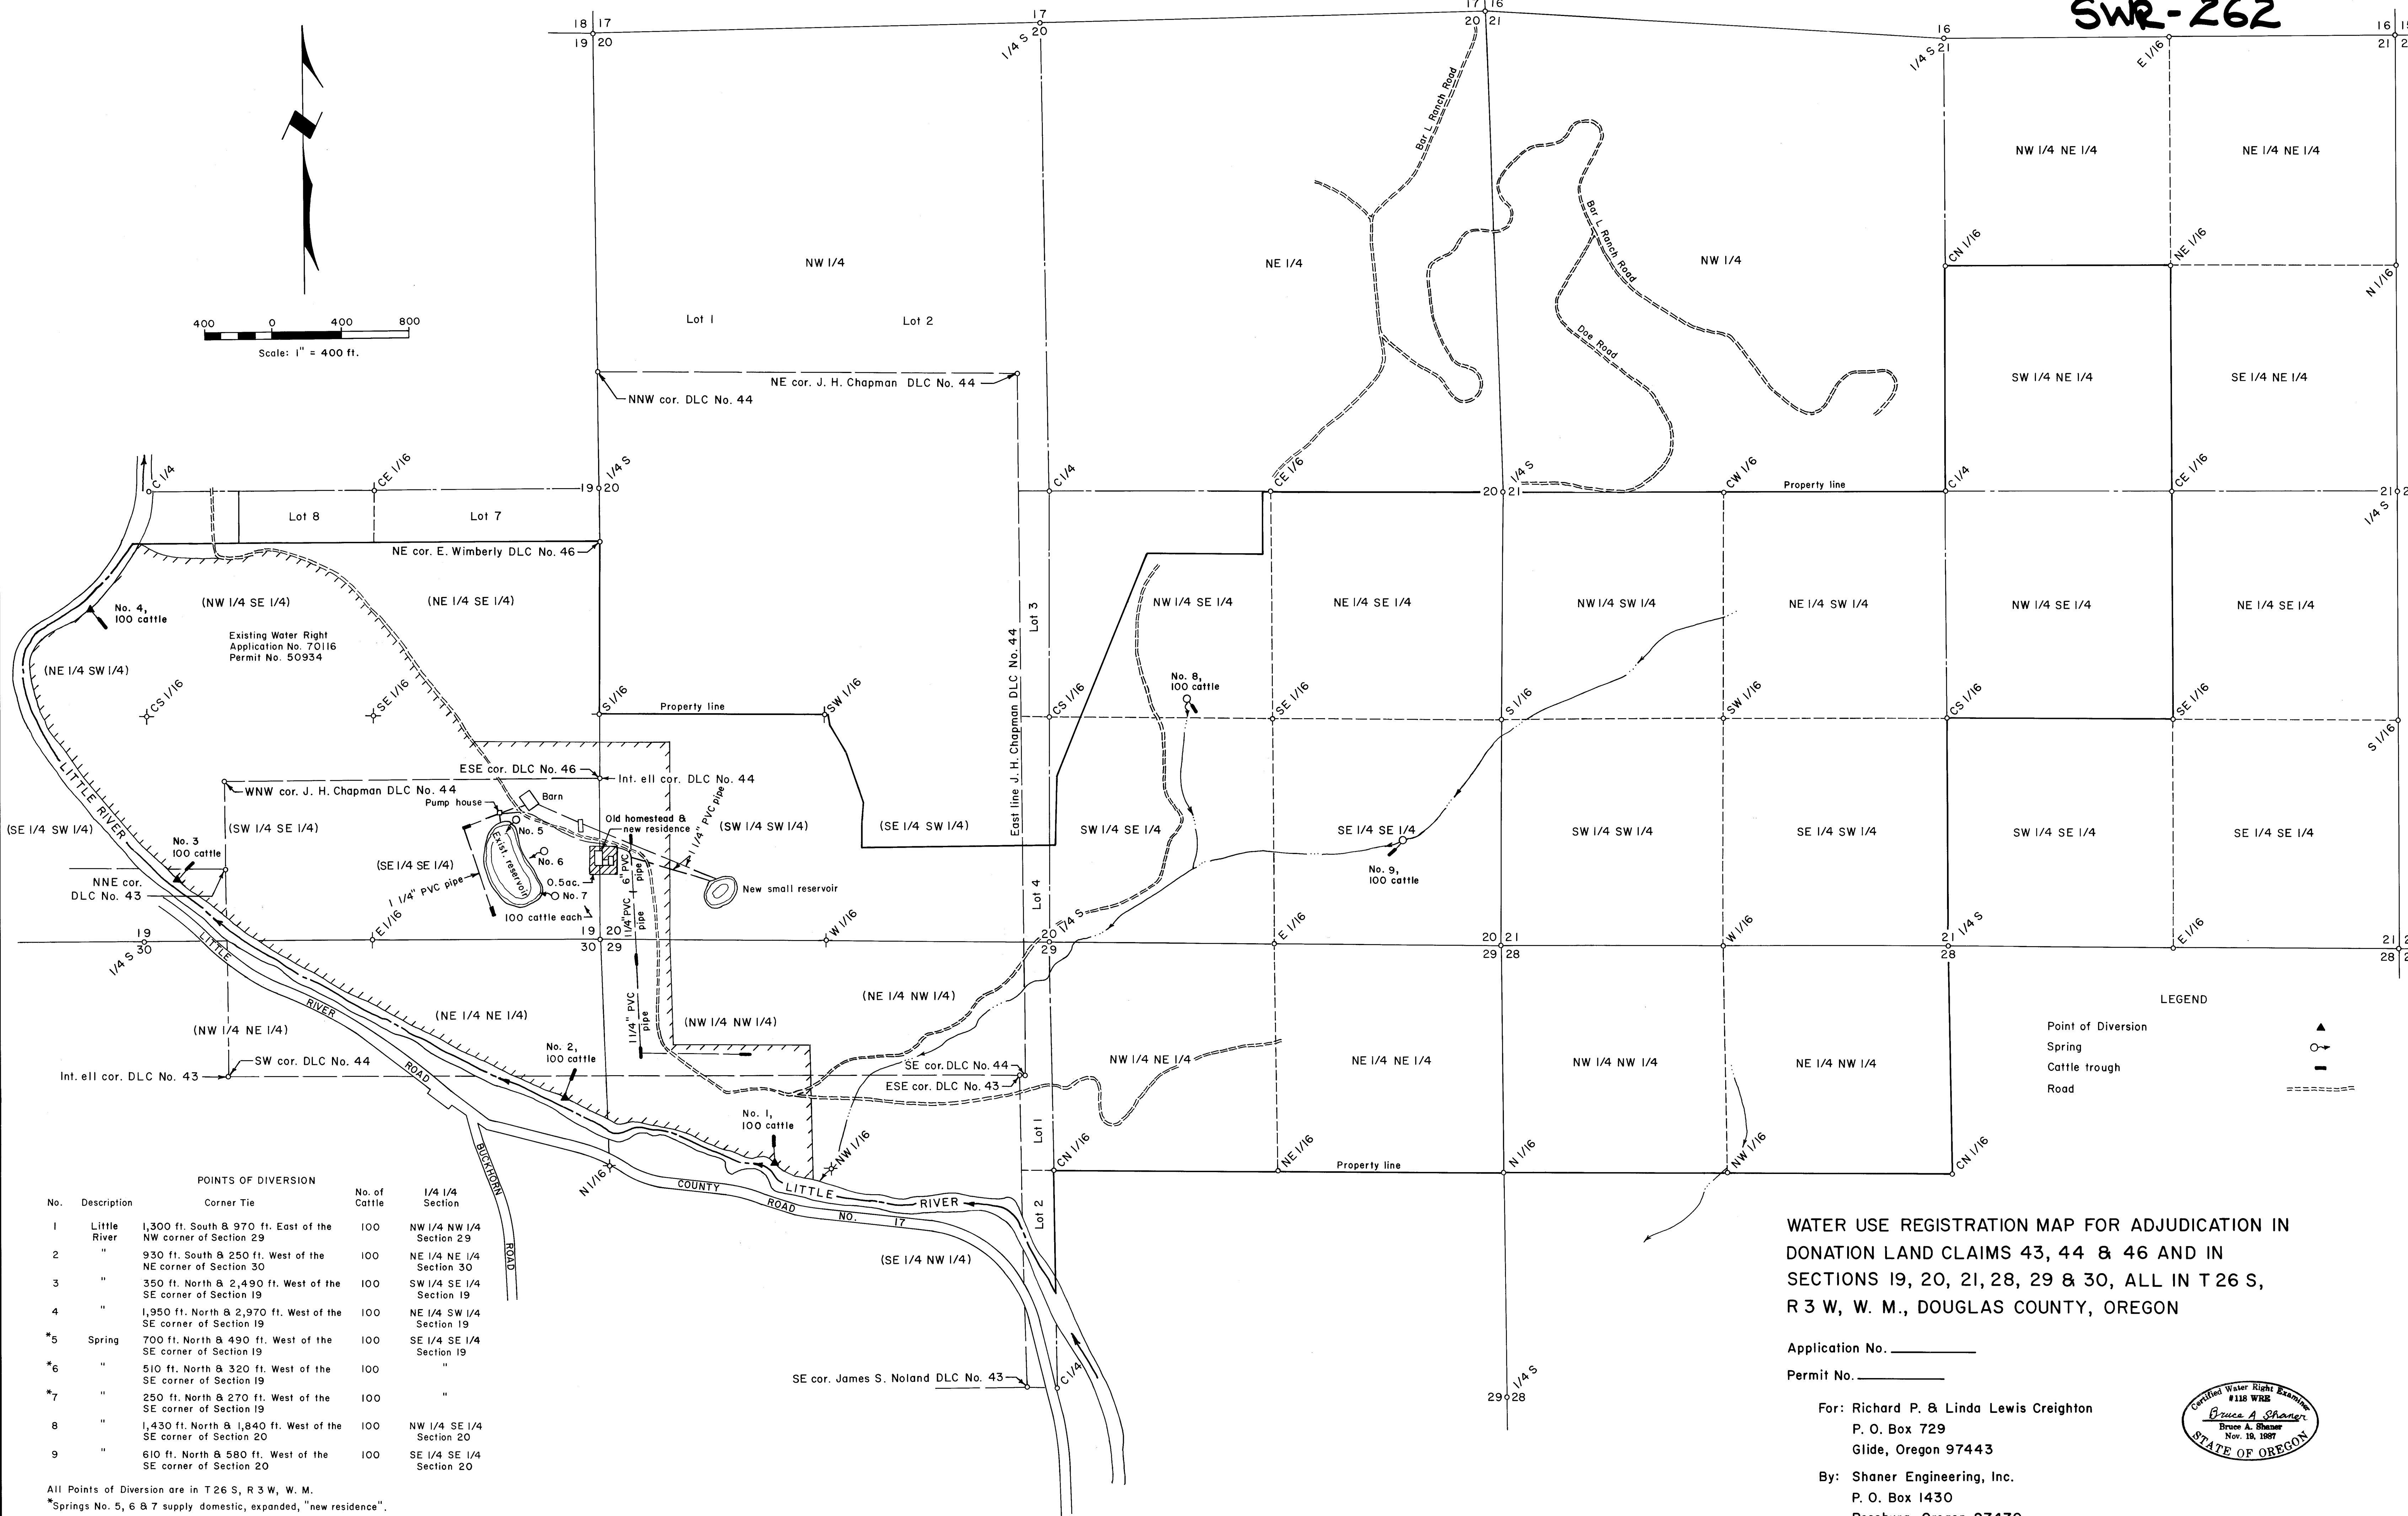 SWR-262
18 17
19 20
17
1/4 S 20
17 16
20 21
16
1/4 S 21
E 1/16
16
21
400 0 400 800
Scale: 1" = 400 ft.
Bar L Ranch Road
NW 1/4 NE 1/4
NE 1/4 NE 1/4
NW 1/4
NE 1/4
Bar L Ranch Road
NW 1/4
CN 1/16
NE 1/16
N 1/16
Lot 1
Lot 2
Doe Road
NE cor. J. H. Chapman DLC No. 44
NNW cor. DLC No. 44
SW 1/4 NE 1/4
SE 1/4 NE 1/4
C 1/4
CE 1/16
19 20
1/4 S
C 1/4
CE 1/6
20 21
1/4 S
CW 1/6
Property line
C 1/4
CE 1/16
21
1/4 S
Lot 8
Lot 7
NE cor. E. Wimberly DLC No. 46
No. 4,
100 cattle
(NW 1/4 SE 1/4)
(NE 1/4 SE 1/4)
Existing Water Right
Application No. 70116
Permit No. 50934
(NE 1/4 SW 1/4)
CS 1/16
SE 1/16
S 1/16
Property line
SW 1/16
East line J. H. Chapman DLC No. 44
Lot 3
CS 1/16
NW 1/4 SE 1/4
NE 1/4 SE 1/4
NW 1/4 SW 1/4
NE 1/4 SW 1/4
NW 1/4 SE 1/4
NE 1/4 SE 1/4
No. 8,
100 cattle
SE 1/16
S 1/16
SW 1/16
CS 1/16
SE 1/16
S 1/16
LITTLE RIVER
ESE cor. DLC No. 46
Int. ell cor. DLC No. 44
WNW cor. J. H. Chapman DLC No. 44
Pump house
Barn
Old homestead &
new residence
1 1/4" PVC pipe
(SE 1/4 SW 1/4)
(SW 1/4 SE 1/4)
No. 3
100 cattle
No. 5
No. 6
No. 7
Exist. reservoir
(SE 1/4 SE 1/4)
1 1/4" PVC pipe
0.5ac.
100 cattle each
6" PVC
pipe
1 1/4" PVC
pipe
(SW 1/4 SW 1/4)
(SE 1/4 SW 1/4)
New small reservoir
NNE cor.
DLC No. 43
Lot 4
SW 1/4 SE 1/4
SE 1/4 SE 1/4
No. 9,
100 cattle
SW 1/4 SW 1/4
SE 1/4 SW 1/4
SW 1/4 SE 1/4
SE 1/4 SE 1/4
19
1/4 S 30
E 1/16
19 20
30 29
W 1/16
20 1/4 S
29
E 1/16
20 21
29 28
W 1/16
21 1/4 S
28
E 1/16
21
28
LITTLE
RIVER
ROAD
(NW 1/4 NE 1/4)
(NE 1/4 NE 1/4)
1 1/4" PVC
pipe
(NW 1/4 NW 1/4)
(NE 1/4 NW 1/4)
Int. ell cor. DLC No. 43
SW cor. DLC No. 44
No. 2,
100 cattle
No. 1,
100 cattle
SE cor. DLC No. 44
ESE cor. DLC No. 43
NW 1/4 NE 1/4
NE 1/4 NE 1/4
NW 1/4 NW 1/4
NE 1/4 NW 1/4
LEGEND
Point of Diversion
Spring
Cattle trough
Road
BUCKHORN
ROAD
N 1/16
NW 1/16
Lot 1
CN 1/16
NE 1/16
Property line
N 1/16
NW 1/16
CN 1/16
COUNTY
ROAD
NO.
17
LITTLE
RIVER
Lot 2
(SE 1/4 NW 1/4)
SE cor. James S. Noland DLC No. 43
C 1/4
29 28
1/4 S
POINTS OF DIVERSION
No. Description Corner Tie No. of Cattle 1/4 1/4 Section
1 Little River 1,300 ft. South & 970 ft. East of the 100 NW 1/4 NW 1/4
NW corner of Section 29 Section 29
2 " 930 ft. South & 250 ft. West of the 100 NE 1/4 NE 1/4
NE corner of Section 30 Section 30
3 " 350 ft. North & 2,490 ft. West of the 100 SW 1/4 SE 1/4
SE corner of Section 19 Section 19
4 " 1,950 ft. North & 2,970 ft. West of the 100 NE 1/4 SW 1/4
SE corner of Section 19 Section 19
*5 Spring 700 ft. North & 490 ft. West of the 100 SE 1/4 SE 1/4
SE corner of Section 19 Section 19
*6 " 510 ft. North & 320 ft. West of the 100 "
SE corner of Section 19
*7 " 250 ft. North & 270 ft. West of the 100 "
SE corner of Section 19
8 " 1,430 ft. North & 1,840 ft. West of the 100 NW 1/4 SE 1/4
SE corner of Section 20 Section 20
9 " 610 ft. North & 580 ft. West of the 100 SE 1/4 SE 1/4
SE corner of Section 20 Section 20
All Points of Diversion are in T 26 S, R 3 W, W. M.
*Springs No. 5, 6 & 7 supply domestic, expanded, "new residence".
WATER USE REGISTRATION MAP FOR ADJUDICATION IN
DONATION LAND CLAIMS 43, 44 & 46 AND IN
SECTIONS 19, 20, 21, 28, 29 & 30, ALL IN T 26 S,
R 3 W, W. M., DOUGLAS COUNTY, OREGON
Application No.
Permit No.
For: Richard P. & Linda Lewis Creighton
P. O. Box 729
Glide, Oregon 97443
By: Shaner Engineering, Inc.
P. O. Box 1430
Certified Water Right Examiner
#118 WRE
Bruce A Shaner
Bruce A. Shaner
Nov. 19, 1987
STATE OF OREGON